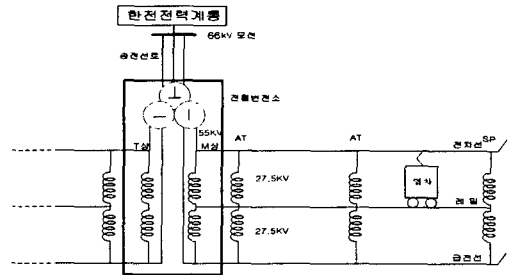 한전전력계통
66kV 모선
송전선로
전철변전소
55KV
T상
M상
AT
AT
전차선
SP
27.5KV
열차
레일
27.5KV
급전선